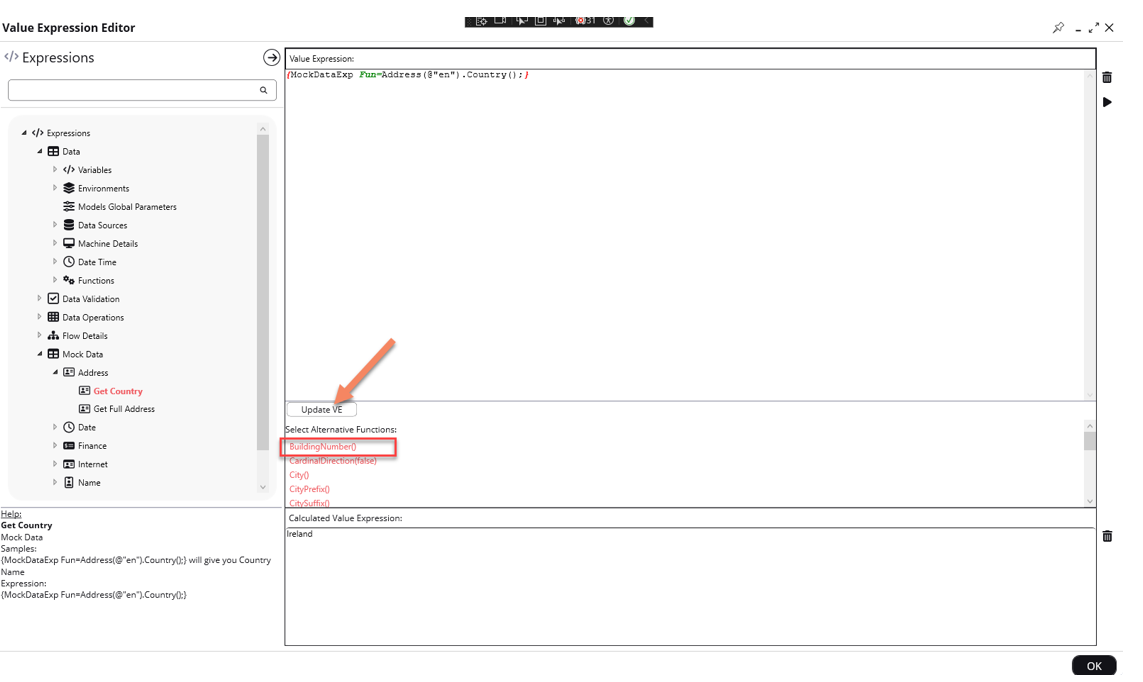 Value Expression Editor
31
Expressions
Expressions
Data
Variables
Environments
Models Global Parameters
Data Sources
Machine Details
Date Time
Functions
Data Validation
Data Operations
Flow Details
Mock Data
Address
Get Country
Get Full Address
Date
Finance
Internet
Name
Help:
Get Country
Mock Data
Samples:
{MockDataExp Fun=Address(@"en").Country();} will give you Country
Name
Expression:
{MockDataExp Fun=Address(@"en").Country();}
Value Expression:
{MockDataExp Fun=Address(@"en").Country();}
Update VE
Select Alternative Functions:
BuildingNumber()
CardinalDirection(false)
City()
CityPrefix()
CitySuffix()
Calculated Value Expression:
Ireland
OK